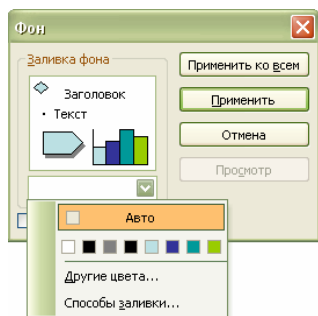 Фон
Заливка фона
Заголовок
• Текст
Применить ко всем
Применить
Отмена
Просмотр
Авто
Другие цвета...
Способы заливки...